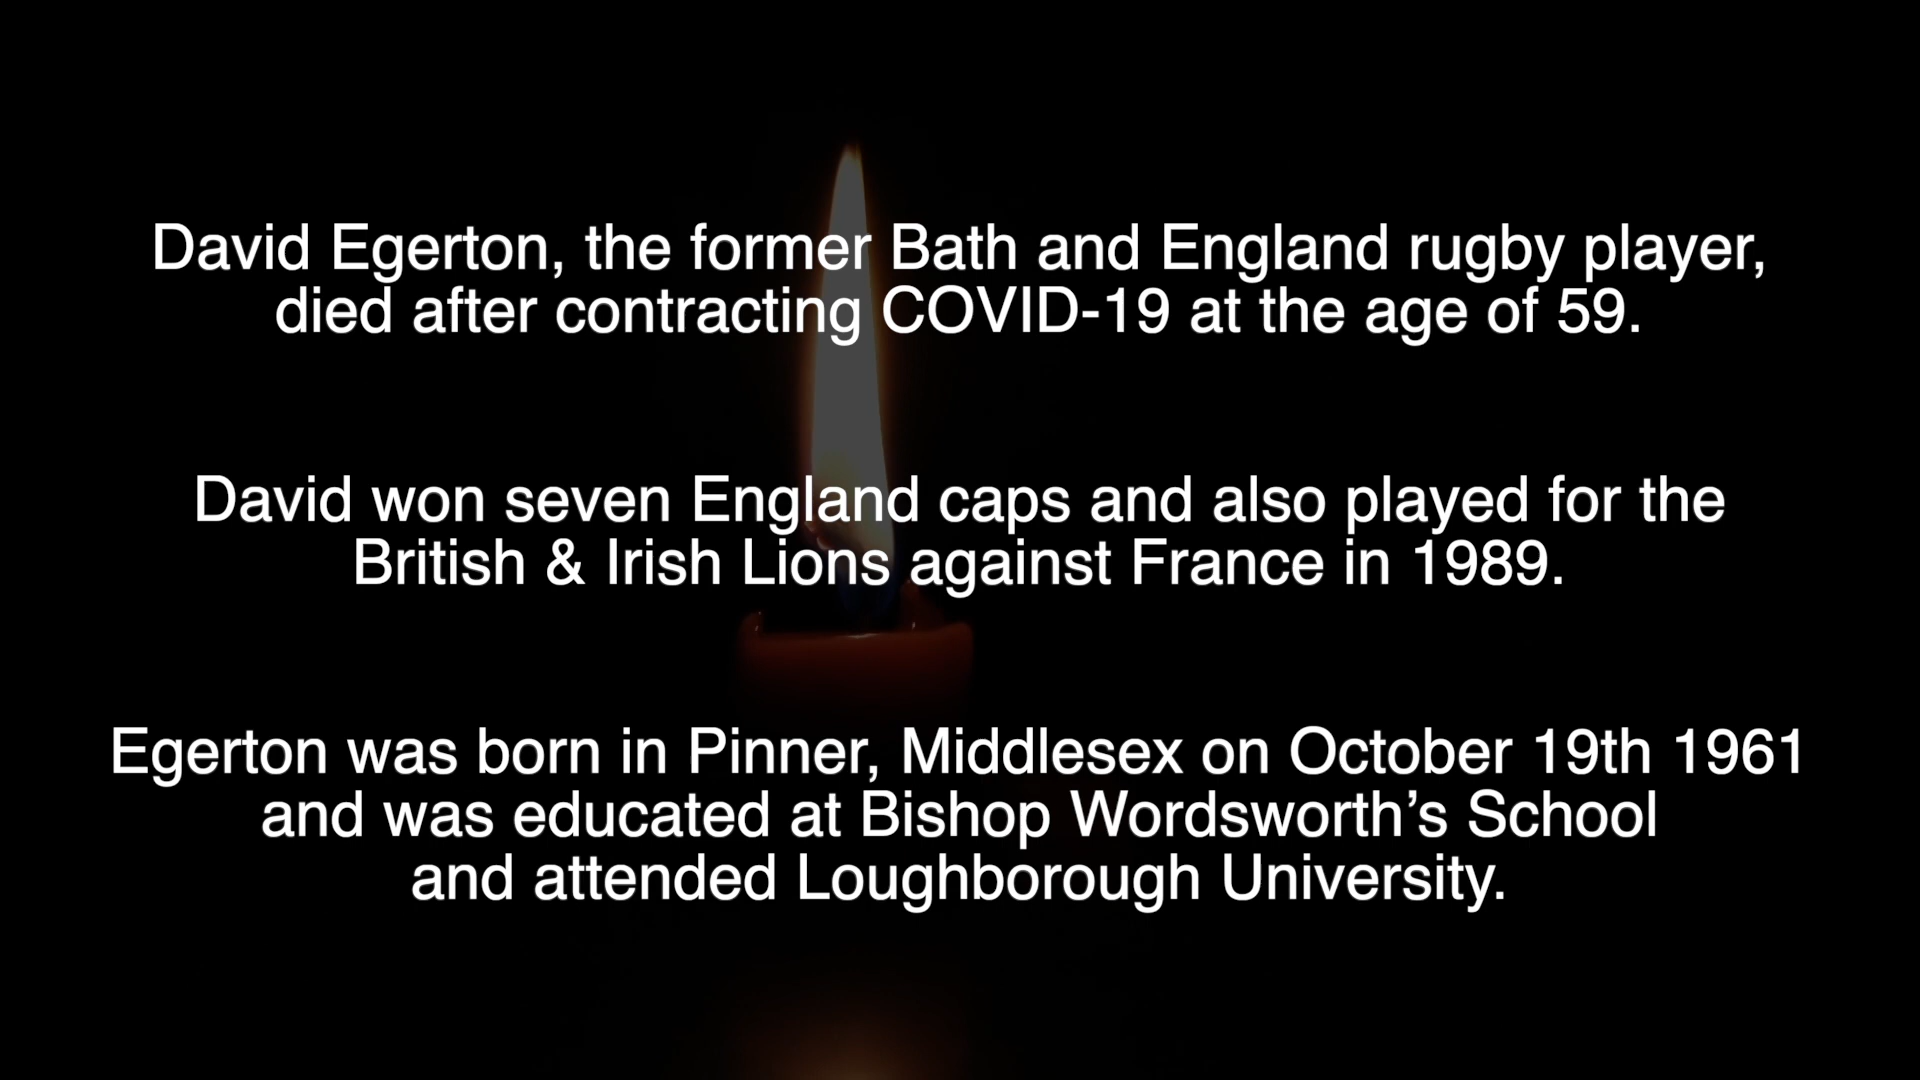 David Egerton, the former Bath and England rugby player,
died after contracting COVID-19 at the age of 59.
David won seven England caps and also played for the
British & Irish Lions against France in 1989.
Egerton was born in Pinner, Middlesex on October 19th 1961
and was educated at Bishop Wordsworth’s School
and attended Loughborough University.